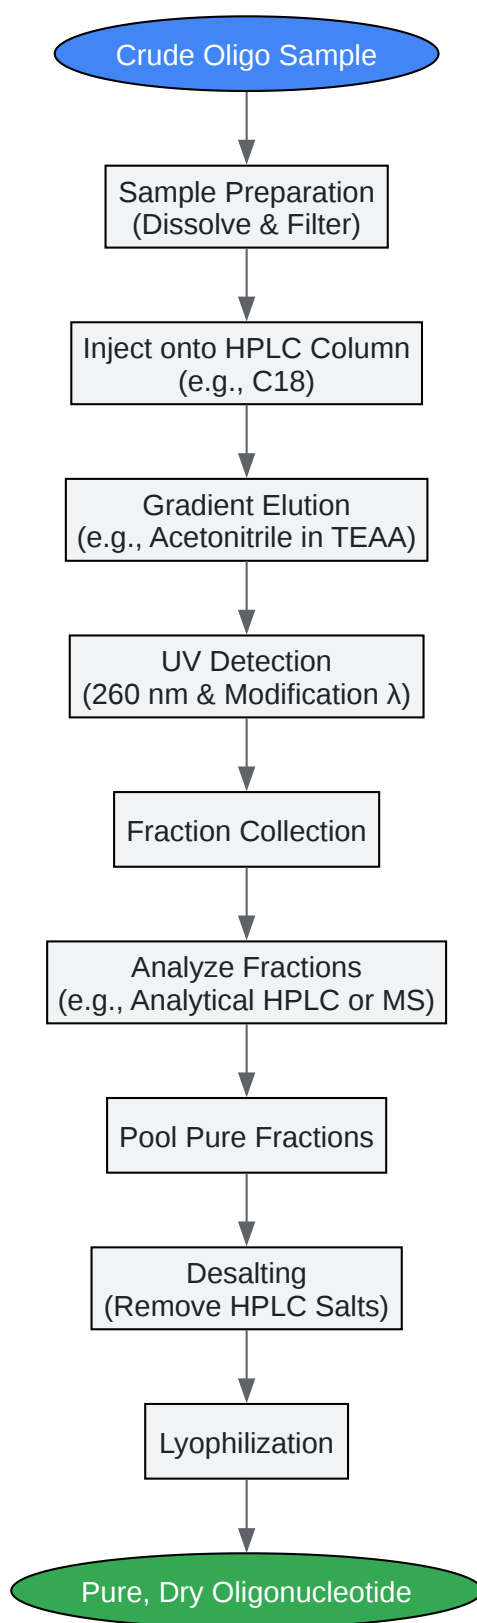 Crude Oligo Sample
Sample Preparation
(Dissolve & Filter)
Inject onto HPLC Column
(e.g., C18)
Gradient Elution
(e.g., Acetonitrile in TEAA)
UV Detection
(260 nm & Modification λ)
Fraction Collection
Analyze Fractions
(e.g., Analytical HPLC or MS)
Pool Pure Fractions
Desalting
(Remove HPLC Salts)
Lyophilization
Pure, Dry Oligonucleotide